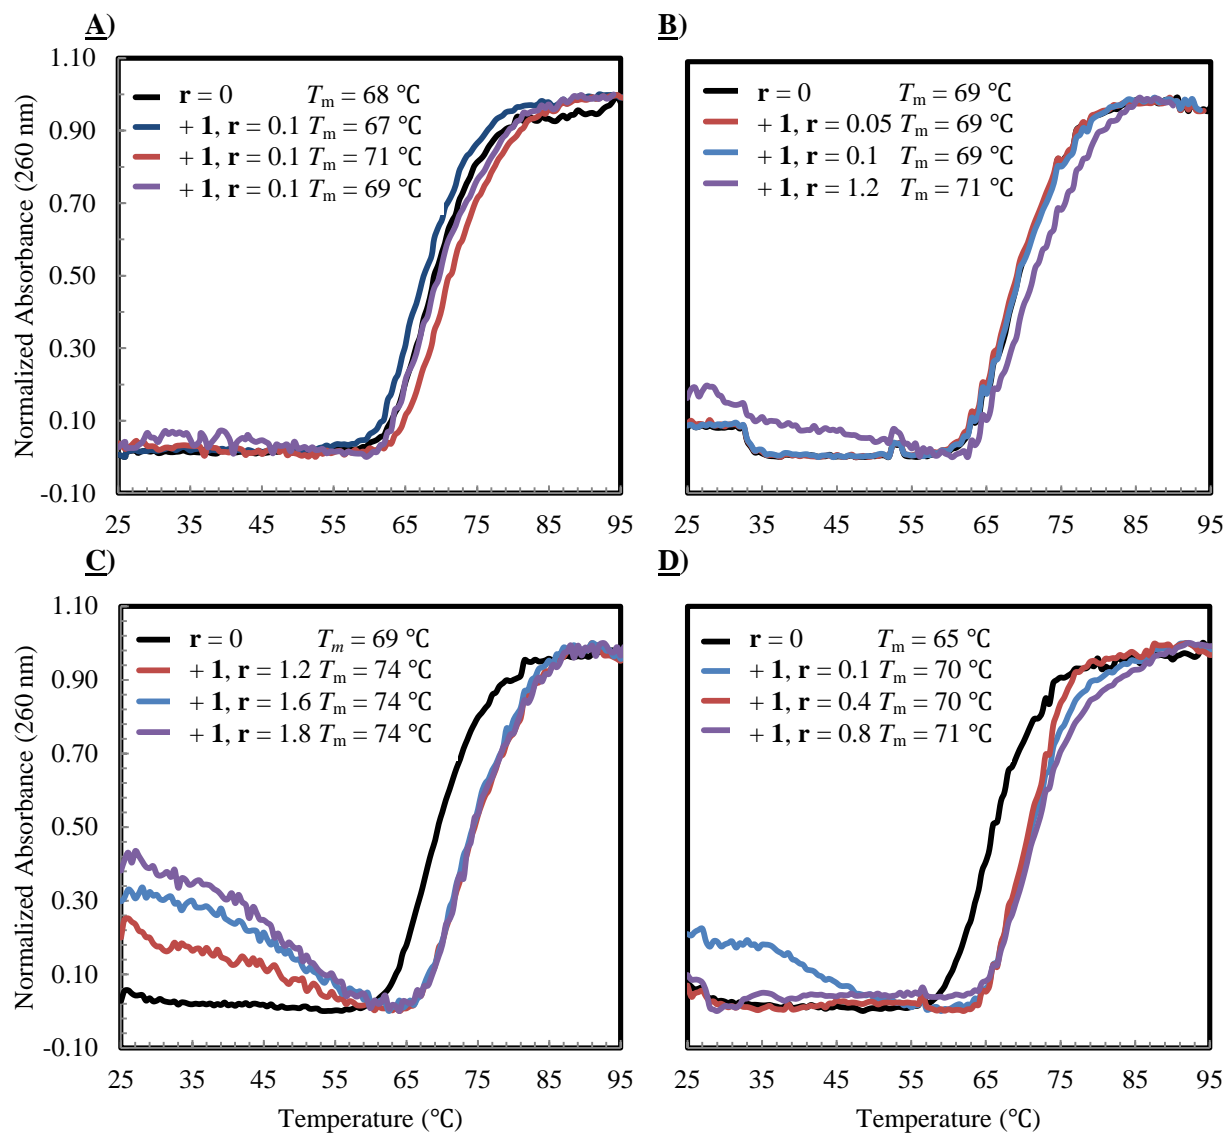 A)
B)
Normalized Absorbance (260 nm)
1.10
0.90
0.70
0.50
0.30
0.10
-0.10
r = 0 Tm = 68 °C
+ 1, r = 0.1 Tm = 67 °C
+ 1, r = 0.1 Tm = 71 °C
+ 1, r = 0.1 Tm = 69 °C
25 35 45 55 65 75 85 95
r = 0 Tm = 69 °C
+ 1, r = 0.05 Tm = 69 °C
+ 1, r = 0.1 Tm = 69 °C
+ 1, r = 1.2 Tm = 71 °C
25 35 45 55 65 75 85 95
C)
D)
Normalized Absorbance (260 nm)
1.10
0.90
0.70
0.50
0.30
0.10
-0.10
r = 0 Tm = 69 °C
+ 1, r = 1.2 Tm = 74 °C
+ 1, r = 1.6 Tm = 74 °C
+ 1, r = 1.8 Tm = 74 °C
25 35 45 55 65 75 85 95
Temperature (°C)
r = 0 Tm = 65 °C
+ 1, r = 0.1 Tm = 70 °C
+ 1, r = 0.4 Tm = 70 °C
+ 1, r = 0.8 Tm = 71 °C
25 35 45 55 65 75 85 95
Temperature (°C)